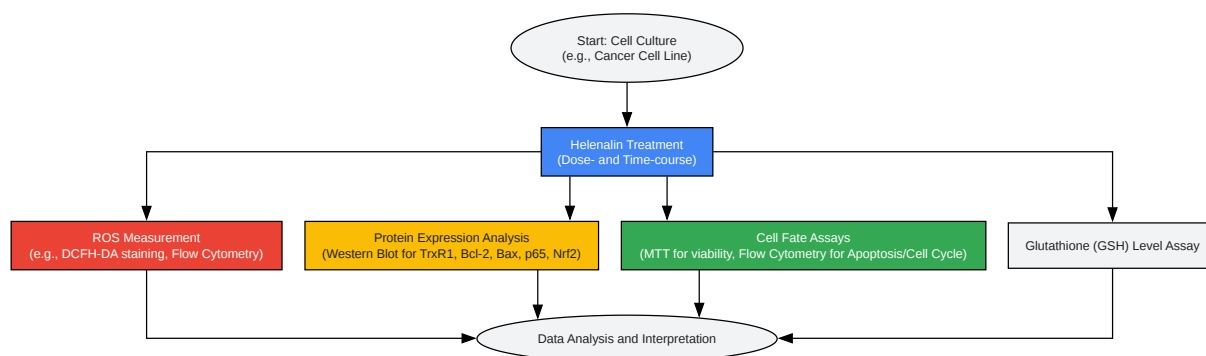 Start: Cell Culture
(e.g., Cancer Cell Line)
Helenalin Treatment
(Dose- and Time-course)
ROS Measurement
(e.g., DCFH-DA staining, Flow Cytometry)
Protein Expression Analysis
(Western Blot for TrxR1, Bcl-2, Bax, p65, Nrf2)
Cell Fate Assays
(MTT for viability, Flow Cytometry for Apoptosis/Cell Cycle)
Glutathione (GSH) Level Assay
Data Analysis and Interpretation